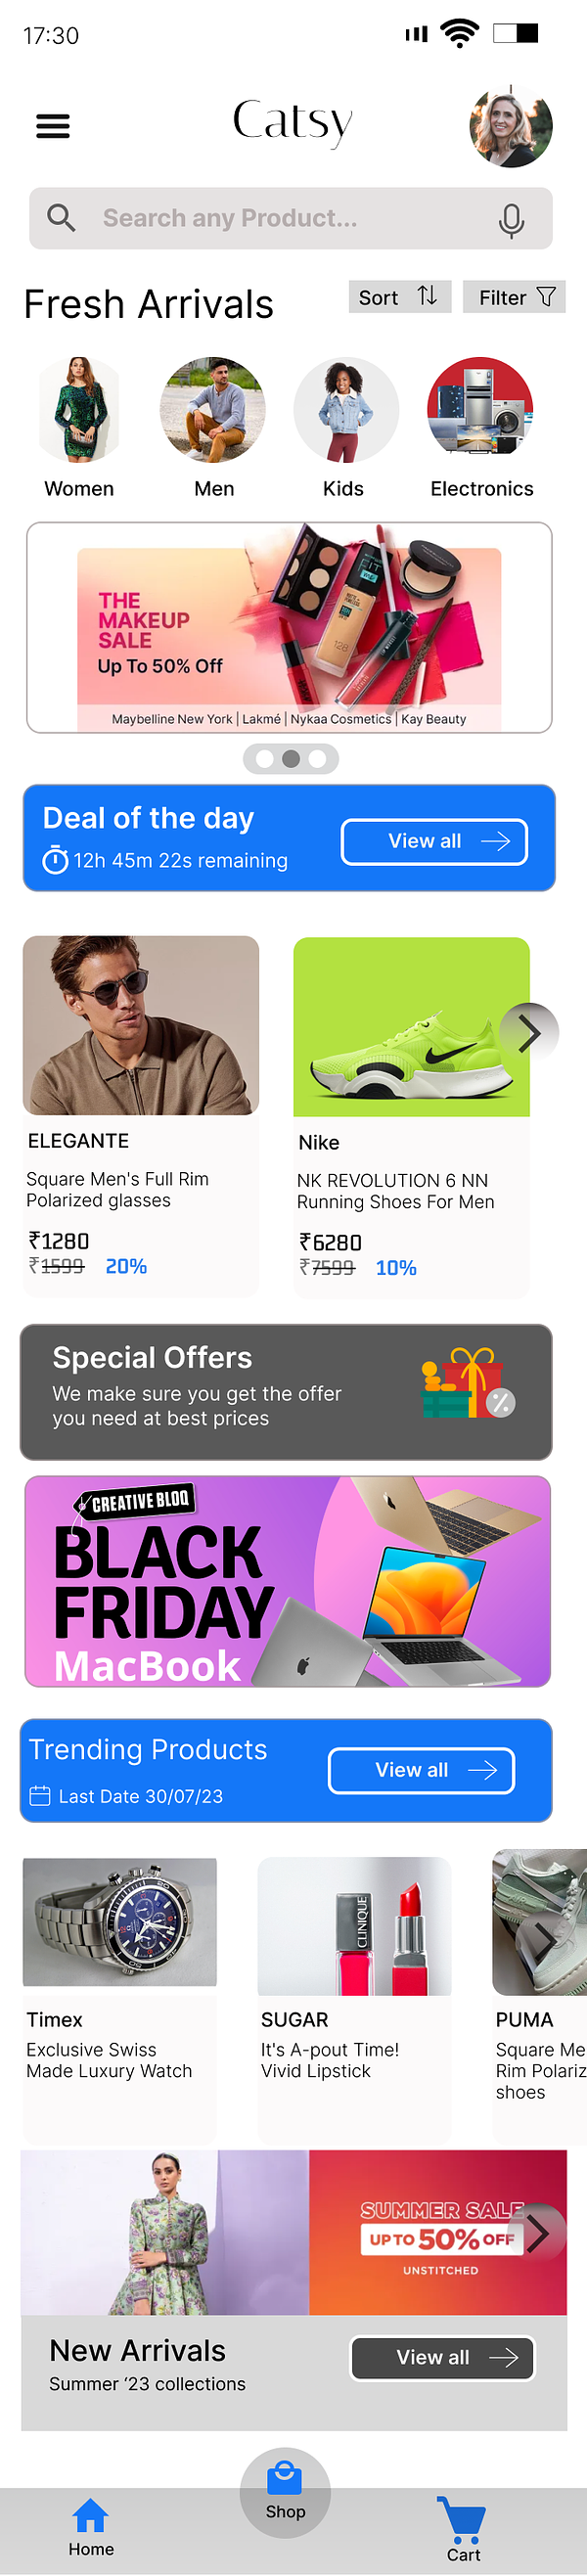 17:30
Catsy
Search any Product...
Fresh Arrivals
Sort
Filter
Women
Men
Kids
Electronics
THE
MAKEUP
SALE
Up To 50% Off
Maybelline New York | Lakmé | Nykaa Cosmetics | Kay Beauty
Deal of the day
12h 45m 22s remaining
View all
ELEGANTE
Square Men's Full Rim
Polarized glasses
₹1280
₹1599 20%
Nike
NK REVOLUTION 6 NN
Running Shoes For Men
₹6280
₹7599 10%
Special Offers
We make sure you get the offer
you need at best prices
CREATIVE BLOQ
BLACK
FRIDAY
MacBook
Trending Products
Last Date 30/07/23
View all
CLINIQUE
Timex
Exclusive Swiss
Made Luxury Watch
SUGAR
It's A-pout Time!
Vivid Lipstick
PUMA
Square Me
Rim Polariz
shoes
SUMMER SALE
UP TO 50% OFF
UNSTITCHED
New Arrivals
Summer ‘23 collections
View all
Home
Shop
Cart